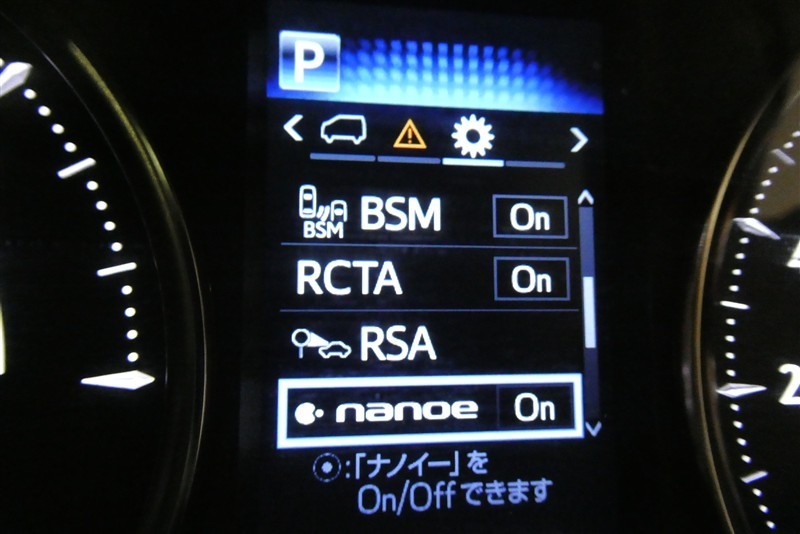 P
BSM BSM On
RCTA On
RSA
nanoe On
:「ナノイー」を
On/Offできます
2